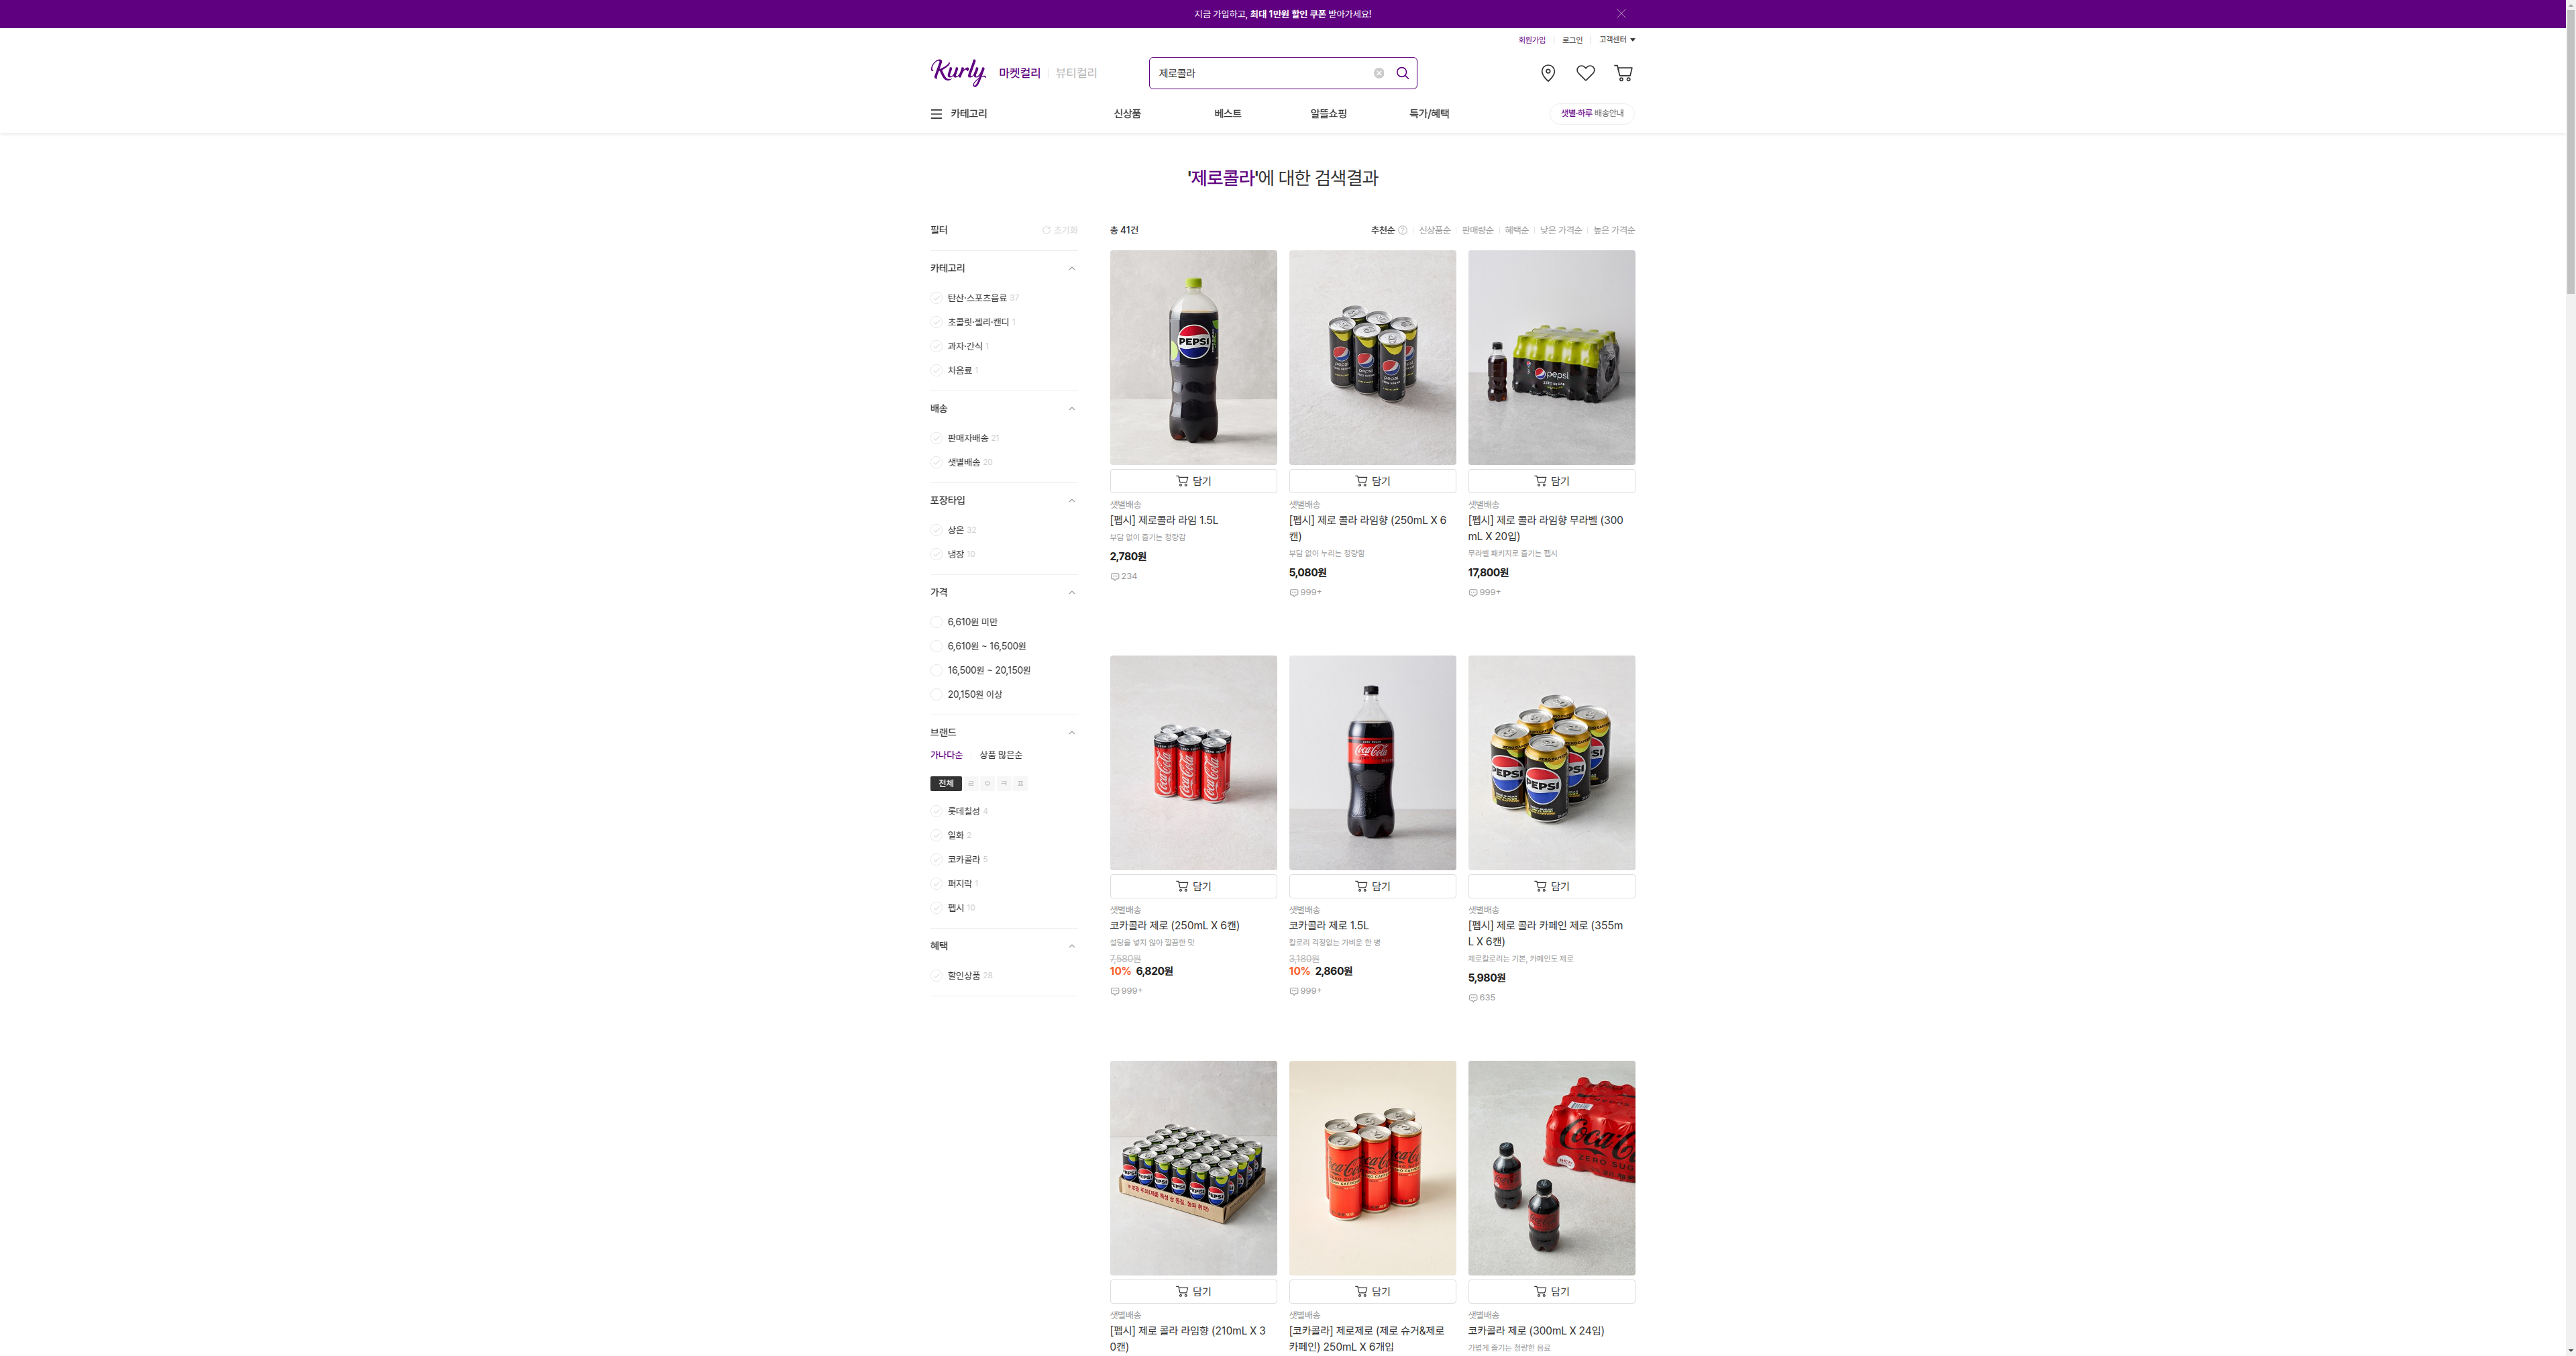 지금 가입하고, 최대 1만원 할인 쿠폰 받아가세요!
회원가입 로그인 고객센터
Kurly 마켓컬리 뷰티컬리 제로콜라
카테고리 신상품 베스트 알뜰쇼핑 특가/혜택 샛별·하루 배송안내
'제로콜라'에 대한 검색결과
필터 초기화
카테고리
탄산·스포츠음료 37
초콜릿·젤리·캔디 1
과자·간식 1
차음료 1
배송
판매자배송 21
샛별배송 20
포장타입
상온 32
냉장 10
가격
6,610원 미만
6,610원 ~ 16,500원
16,500원 ~ 20,150원
20,150원 이상
브랜드
가나다순 상품 많은순
전체 ㄹ ㅇ ㅋ ㅍ
롯데칠성 4
일화 2
코카콜라 5
퍼지락 1
펩시 10
혜택
할인상품 28
총 41건 추천순 신상품순 판매량순 혜택순 낮은 가격순 높은 가격순
PEPSI
담기
샛별배송
[펩시] 제로콜라 라임 1.5L
부담 없이 즐기는 청량감
2,780원
234
pepsi
담기
샛별배송
[펩시] 제로 콜라 라임향 (250mL X 6
캔)
부담 없이 누리는 청량함
5,080원
999+
pepsi
담기
샛별배송
[펩시] 제로 콜라 라임향 무라벨 (300
mL X 20입)
무라벨 패키지로 즐기는 펩시
17,800원
999+
Coca-Cola
담기
샛별배송
코카콜라 제로 (250mL X 6캔)
설탕을 넣지 않아 깔끔한 맛
7,580원
10% 6,820원
999+
Coca-Cola
담기
샛별배송
코카콜라 제로 1.5L
칼로리 걱정없는 가벼운 한 병
3,180원
10% 2,860원
999+
PEPSI
담기
샛별배송
[펩시] 제로 콜라 카페인 제로 (355m
L X 6캔)
제로칼로리는 기본, 카페인도 제로
5,980원
635
PEPSI
담기
샛별배송
[펩시] 제로 콜라 라임향 (210mL X 3
0캔)
Coca-Cola
담기
샛별배송
[코카콜라] 제로제로 (제로 슈거&제로
카페인) 250mL X 6개입
Coca-C
ZERO SUG
담기
샛별배송
코카콜라 제로 (300mL X 24입)
가볍게 즐기는 청량한 음료